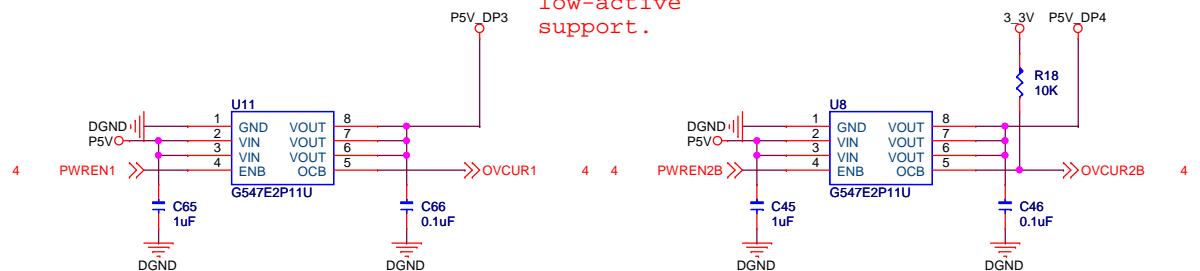 low-active
support.
P5V_DP3
3_3V
P5V_DP4
R18
10K
U11
1
GND
VOUT
8
2
VIN
VOUT
7
3
VIN
VOUT
6
4
ENB
OCB
5
G547E2P11U
DGND
P5V
4
PWREN1
OVCUR1
4
C65
1uF
C66
0.1uF
DGND
DGND
U8
1
GND
VOUT
8
2
VIN
VOUT
7
3
VIN
VOUT
6
4
ENB
OCB
5
G547E2P11U
DGND
P5V
4
PWREN2B
OVCUR2B
4
C45
1uF
C46
0.1uF
DGND
DGND